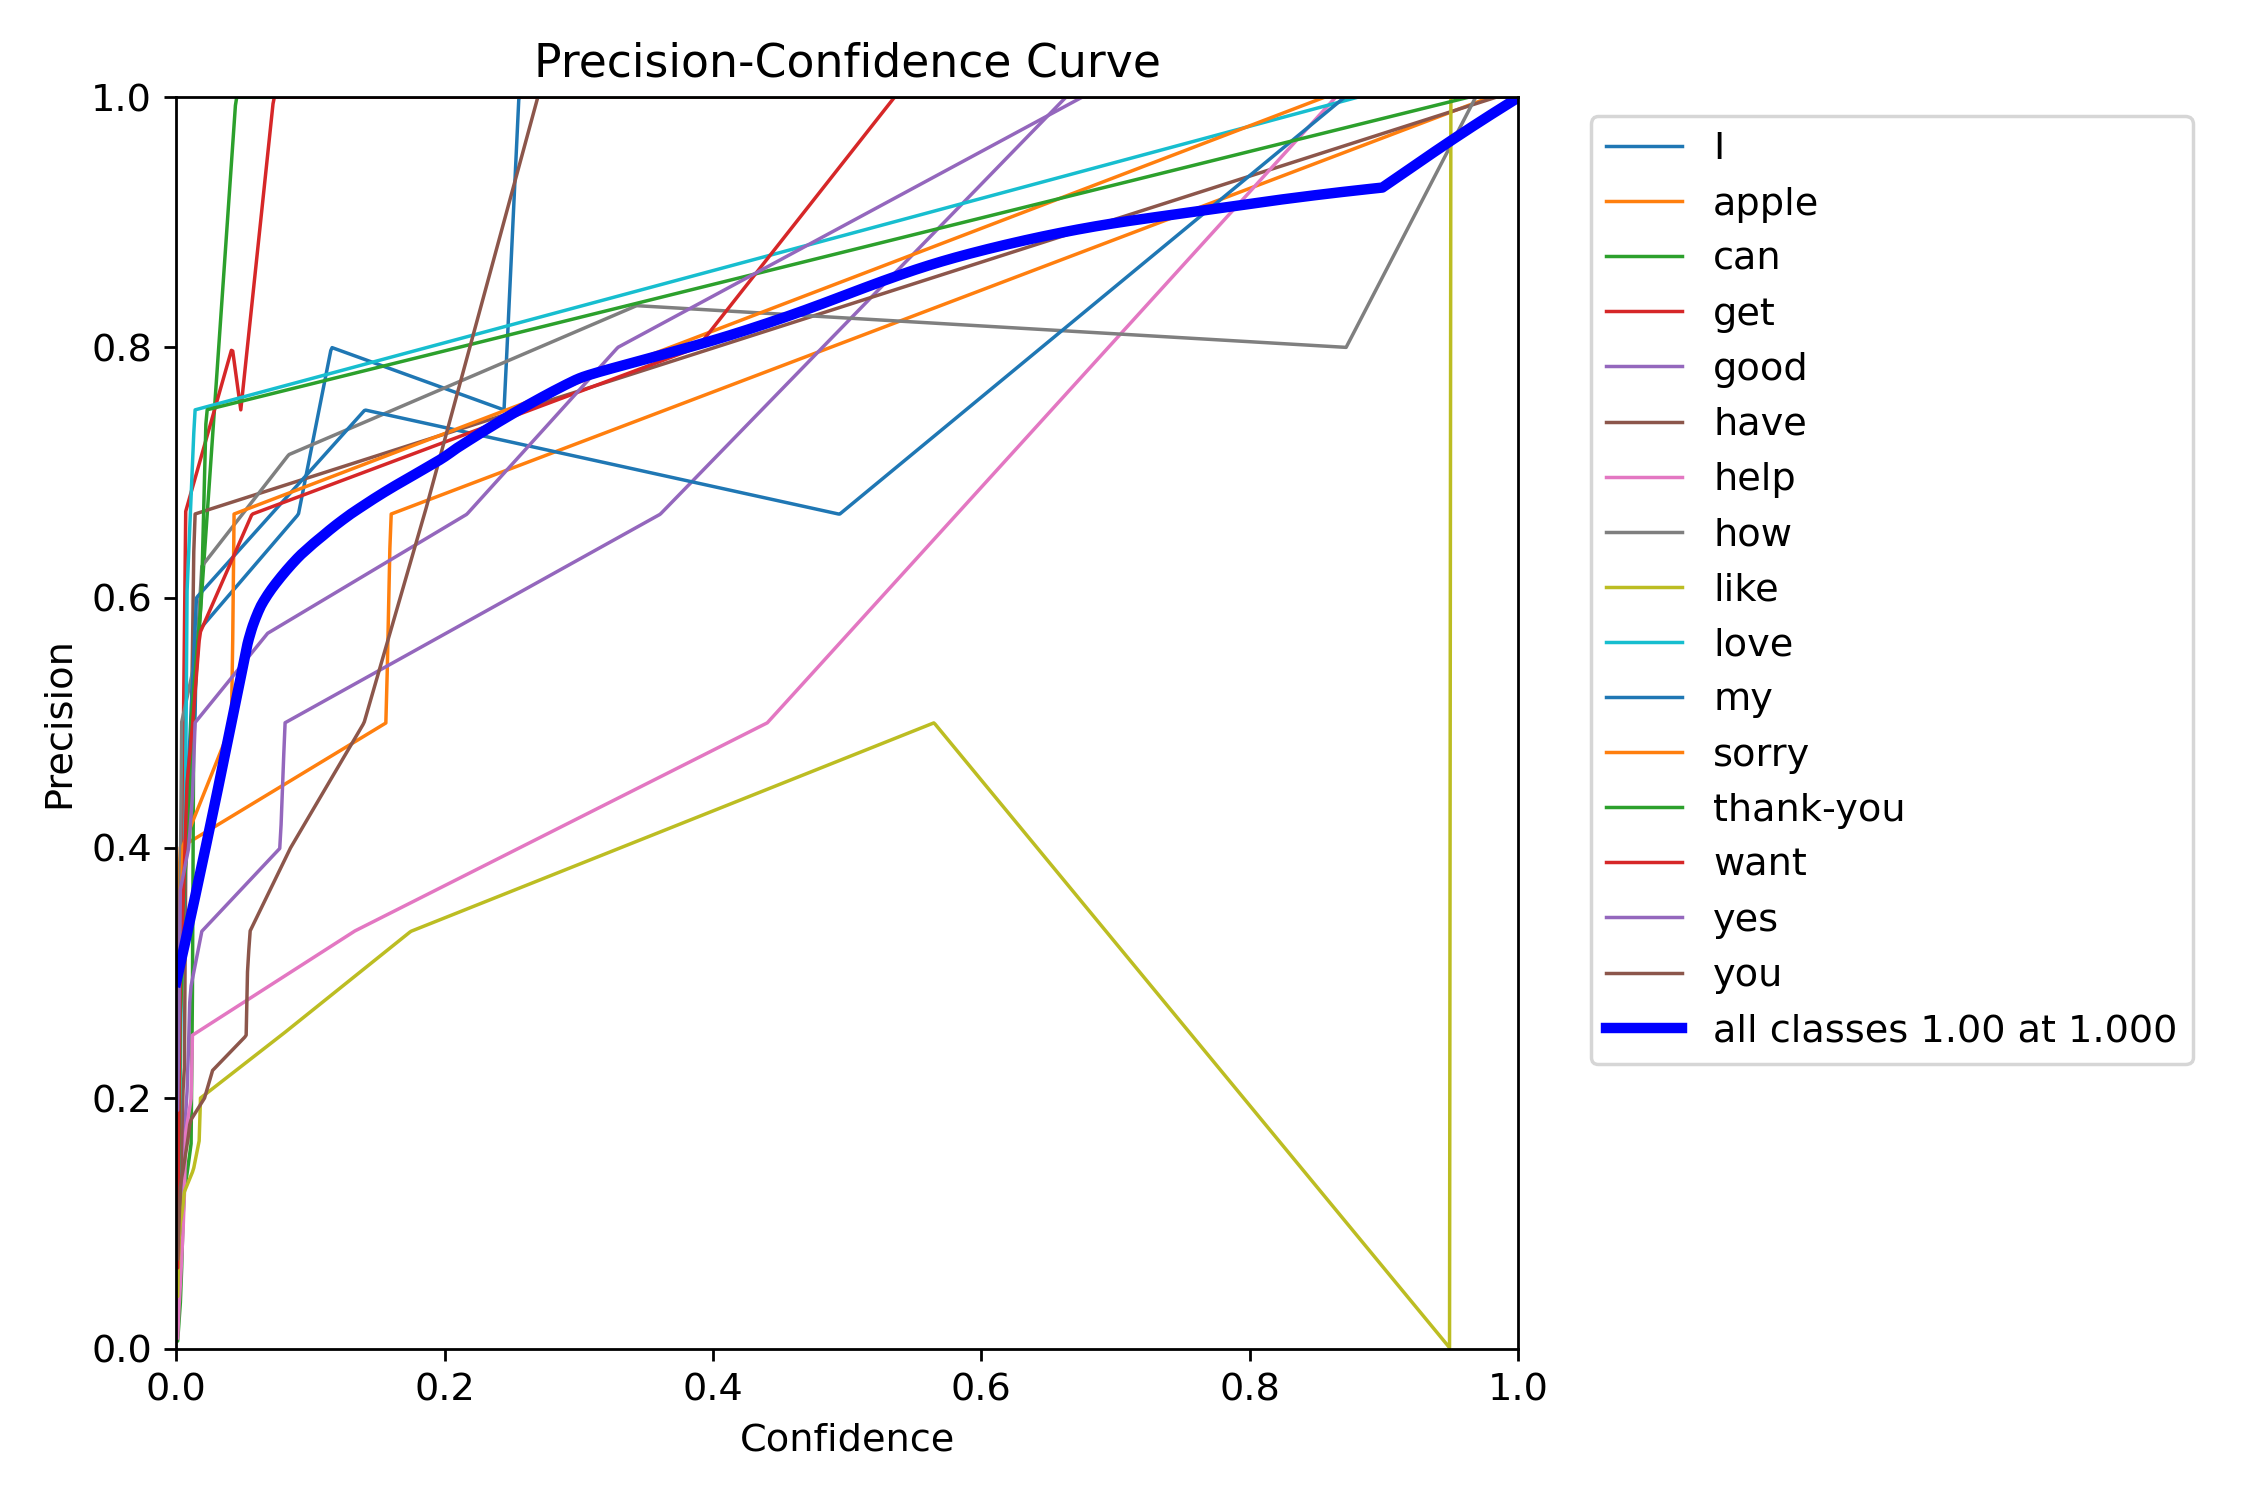 Precision-Confidence Curve
1.0
0.8
0.6
0.4
0.2
0.0
Precision
0.0 0.2 0.4 0.6 0.8 1.0
Confidence
I
apple
can
get
good
have
help
how
like
love
my
sorry
thank-you
want
yes
you
all classes 1.00 at 1.000